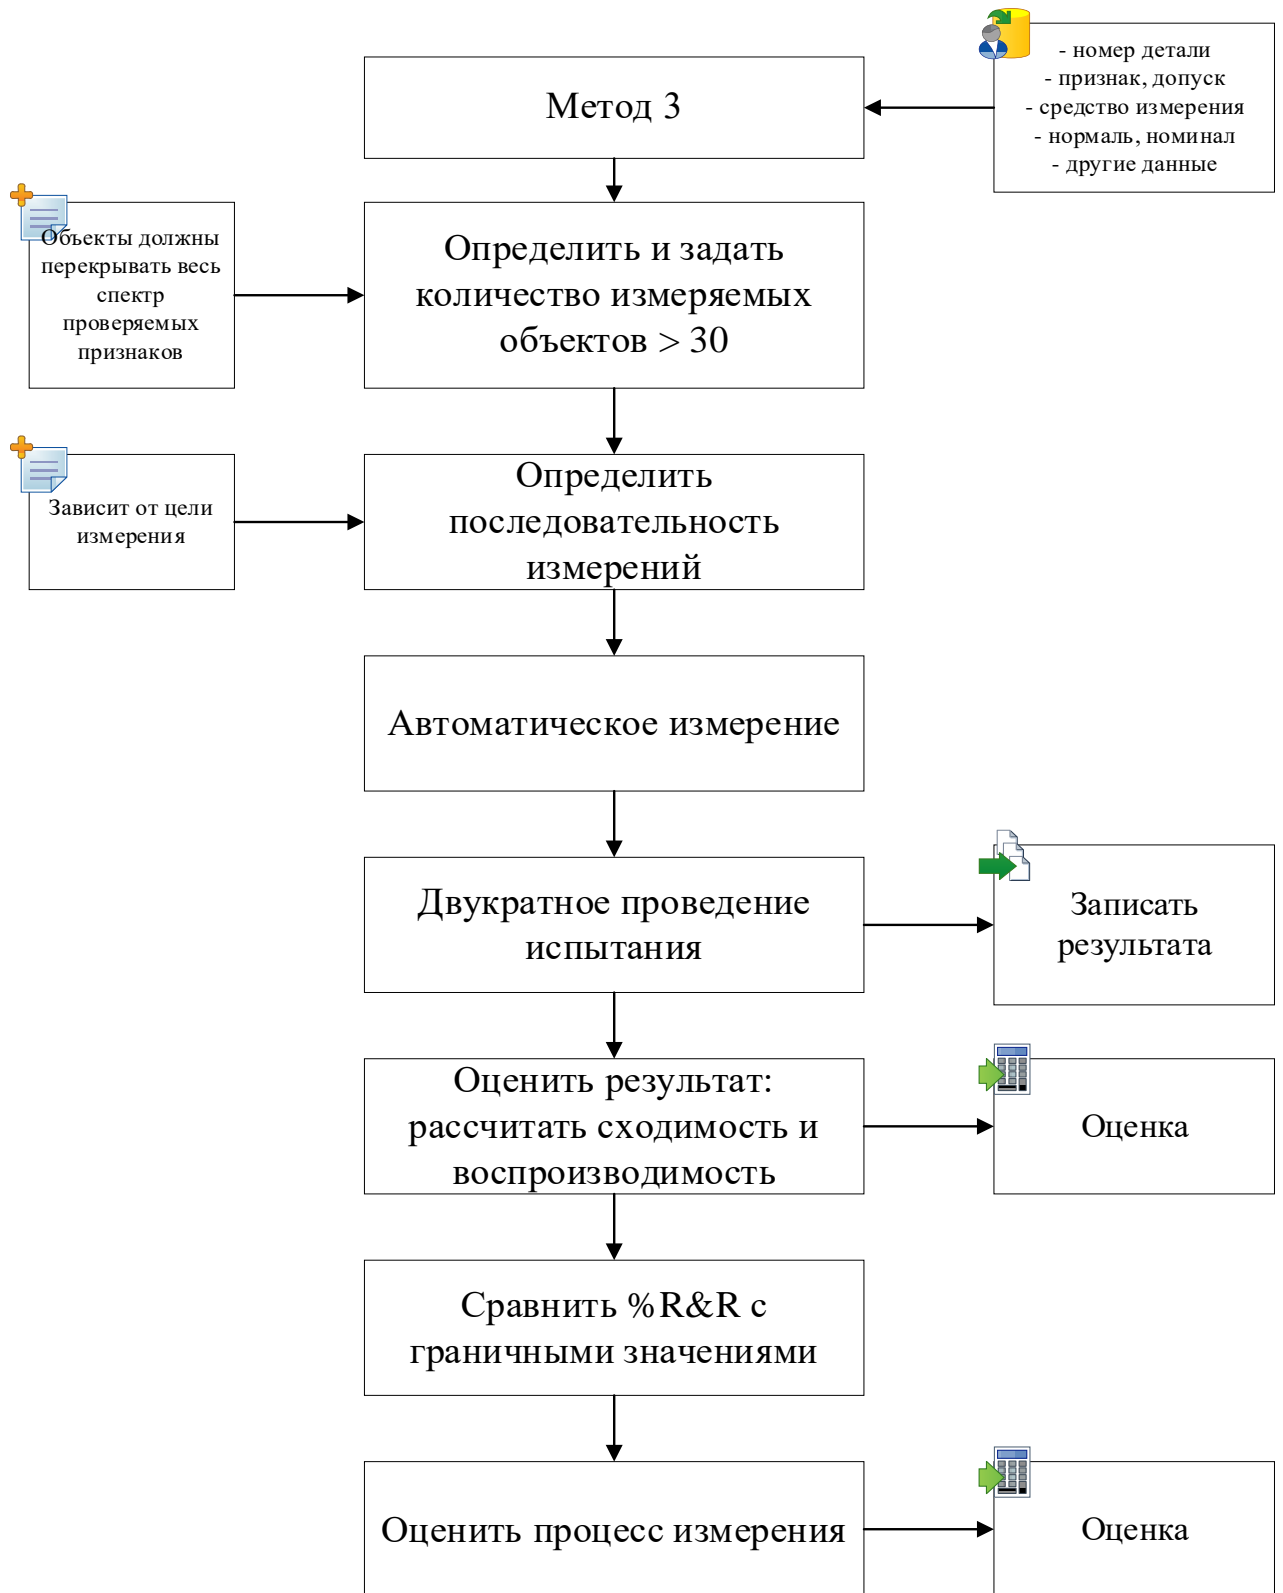 Метод 3
- номер детали
- признак, допуск
- средство измерения
- нормаль, номинал
- другие данные
Объекты должны
перекрывать весь
спектр
проверяемых
признаков
Определить и задать
количество измеряемых
объектов > 30
Зависит от цели
измерения
Определить
последовательность
измерений
Автоматическое измерение
Двукратное проведение
испытания
Записать
результата
Оценить результат:
рассчитать сходимость и
воспроизводимость
Оценка
Сравнить %R&R с
граничными значениями
Оценить процесс измерения
Оценка